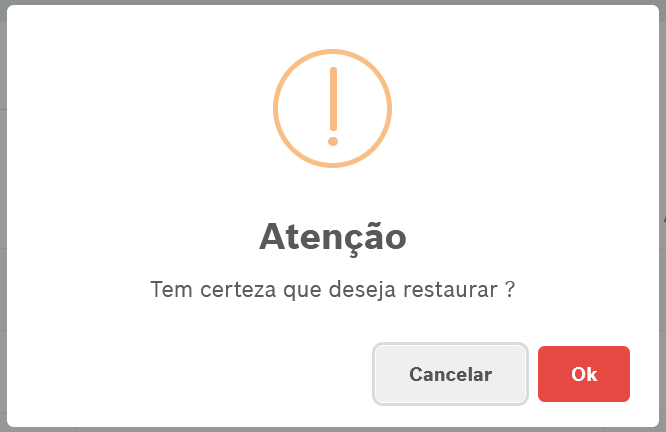 Atenção
Tem certeza que deseja restaurar ?
Cancelar
Ok